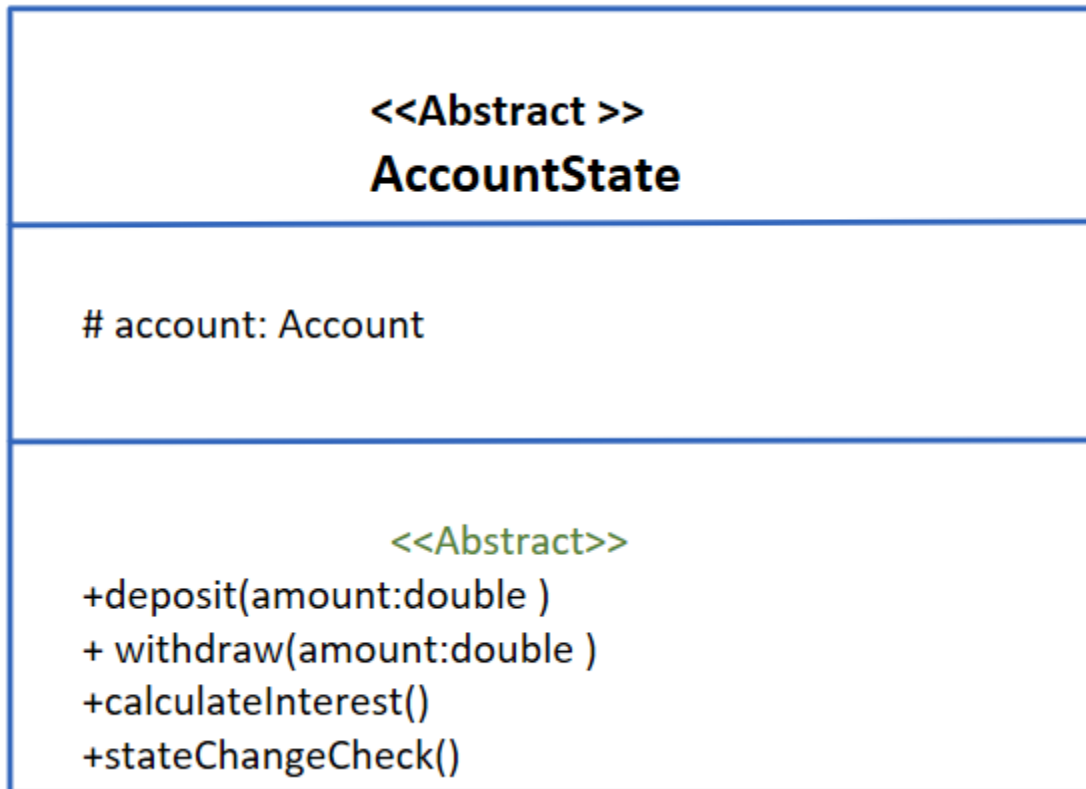 <<Abstract >>
AccountState
# account: Account
<<Abstract>>
+deposit(amount:double )
+ withdraw(amount:double )
+calculateInterest()
+stateChangeCheck()